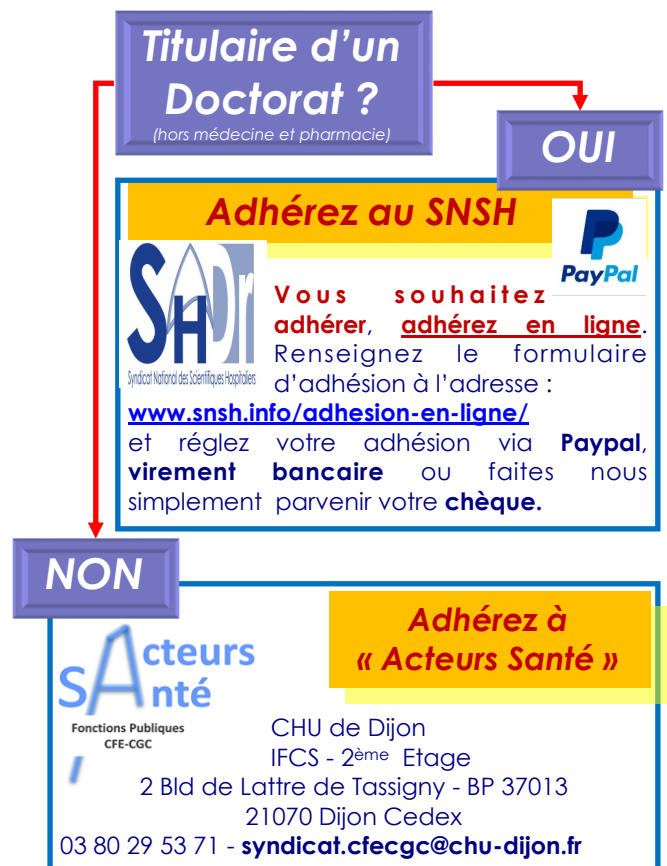 Titulaire d'un
Doctorat ?
(hors médecine et pharmacie)
OUI
Adhérez au SNSH
PayPal
SHDr
Syndicat National des Scientifiques Hospitaliers
Vous souhaitez
adhérer, adhérez en ligne.
Renseignez le formulaire
d'adhésion à l'adresse :
www.snsh.info/adhesion-en-ligne/
et réglez votre adhésion via Paypal,
virement bancaire ou faites nous
simplement parvenir votre chèque.
NON
Adhérez à
« Acteurs Santé »
Acteurs
SAnté
Fonctions Publiques
CFE-CGC
CHU de Dijon
IFCS - 2ème Etage
2 Bld de Lattre de Tassigny - BP 37013
21070 Dijon Cedex
03 80 29 53 71 - syndicat.cfecgc@chu-dijon.fr